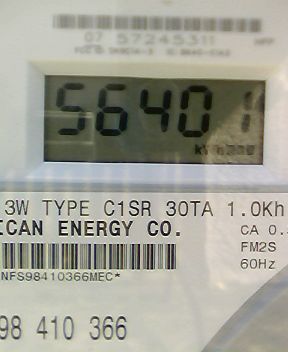 07 57245311
56401
3W TYPE C1SR 30TA 1.0Kh
ICAN ENERGY CO.
CA 0.
FM2S
NFS98410366MEC*
60Hz
98 410 366